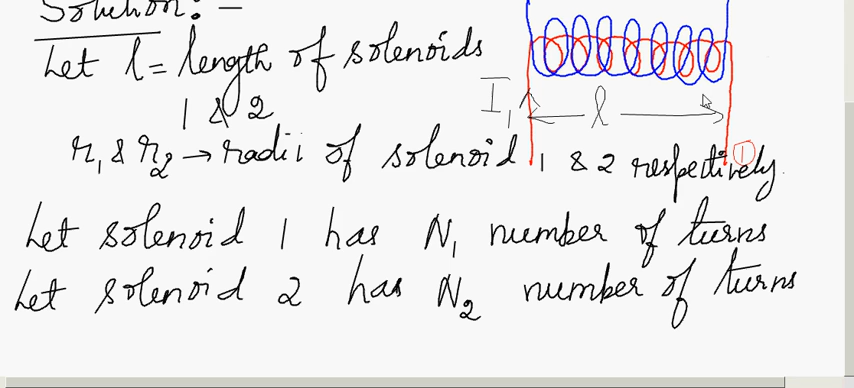 Solution: -
Let l = length of solenoids
1 & 2
I₁
l
r₁ & r₂ → radii of solenoid 1 & 2 respectively.
①
Let solenoid 1 has N₁ number of turns
Let solenoid 2 has N₂ number of turns